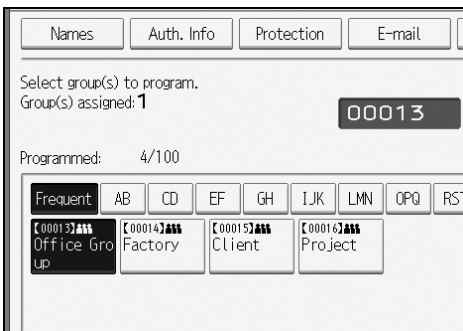 Names Auth. Info Protection E-mail
Select group(s) to program.
Group(s) assigned: 1
00013
Programmed: 4/100
Frequent AB CD EF GH IJK LMN OPQ RST
【00013】 【00014】 【00015】 【00016】
Office Gro Factory Client Project
up